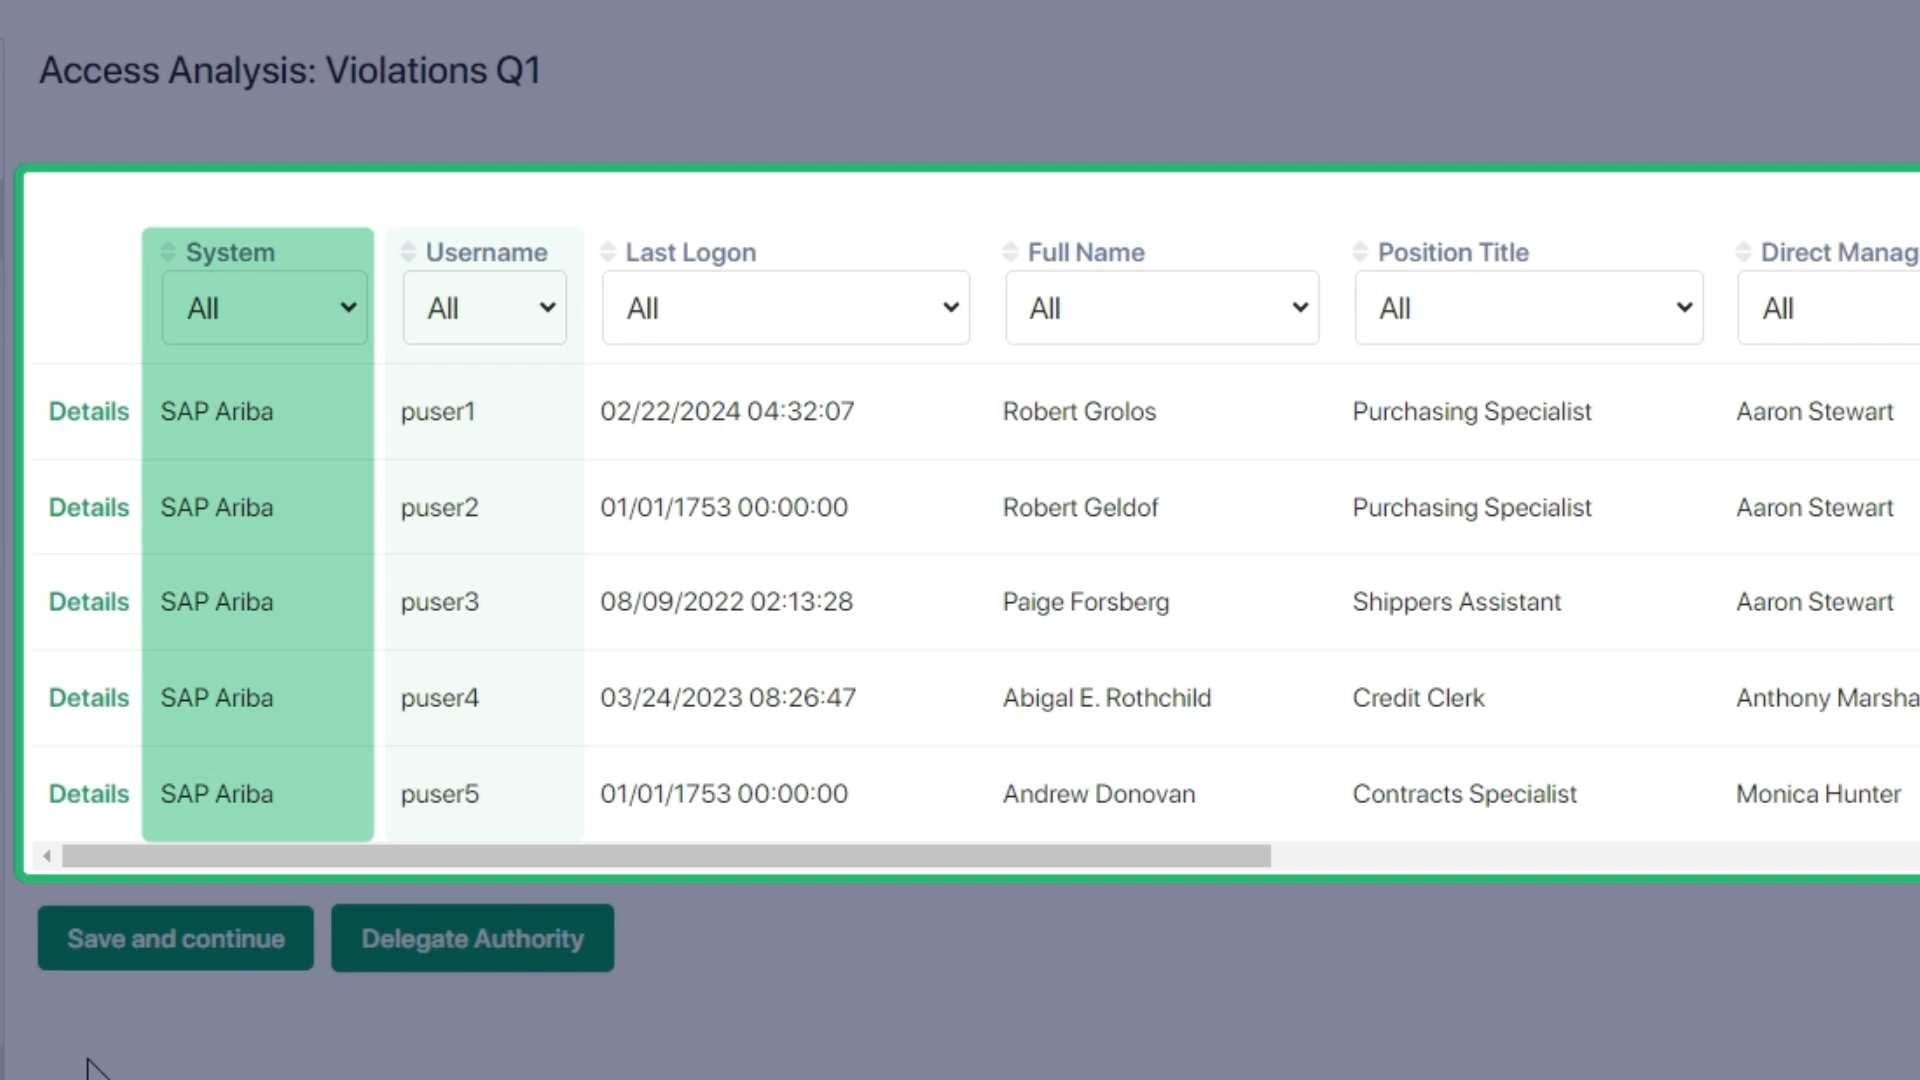 Access Analysis: Violations Q1
System Username Last Logon Full Name Position Title Direct Manag
All All All All All All
Details SAP Ariba puser1 02/22/2024 04:32:07 Robert Grolos Purchasing Specialist Aaron Stewart
Details SAP Ariba puser2 01/01/1753 00:00:00 Robert Geldof Purchasing Specialist Aaron Stewart
Details SAP Ariba puser3 08/09/2022 02:13:28 Paige Forsberg Shippers Assistant Aaron Stewart
Details SAP Ariba puser4 03/24/2023 08:26:47 Abigal E. Rothchild Credit Clerk Anthony Marsha
Details SAP Ariba puser5 01/01/1753 00:00:00 Andrew Donovan Contracts Specialist Monica Hunter
Save and continue Delegate Authority